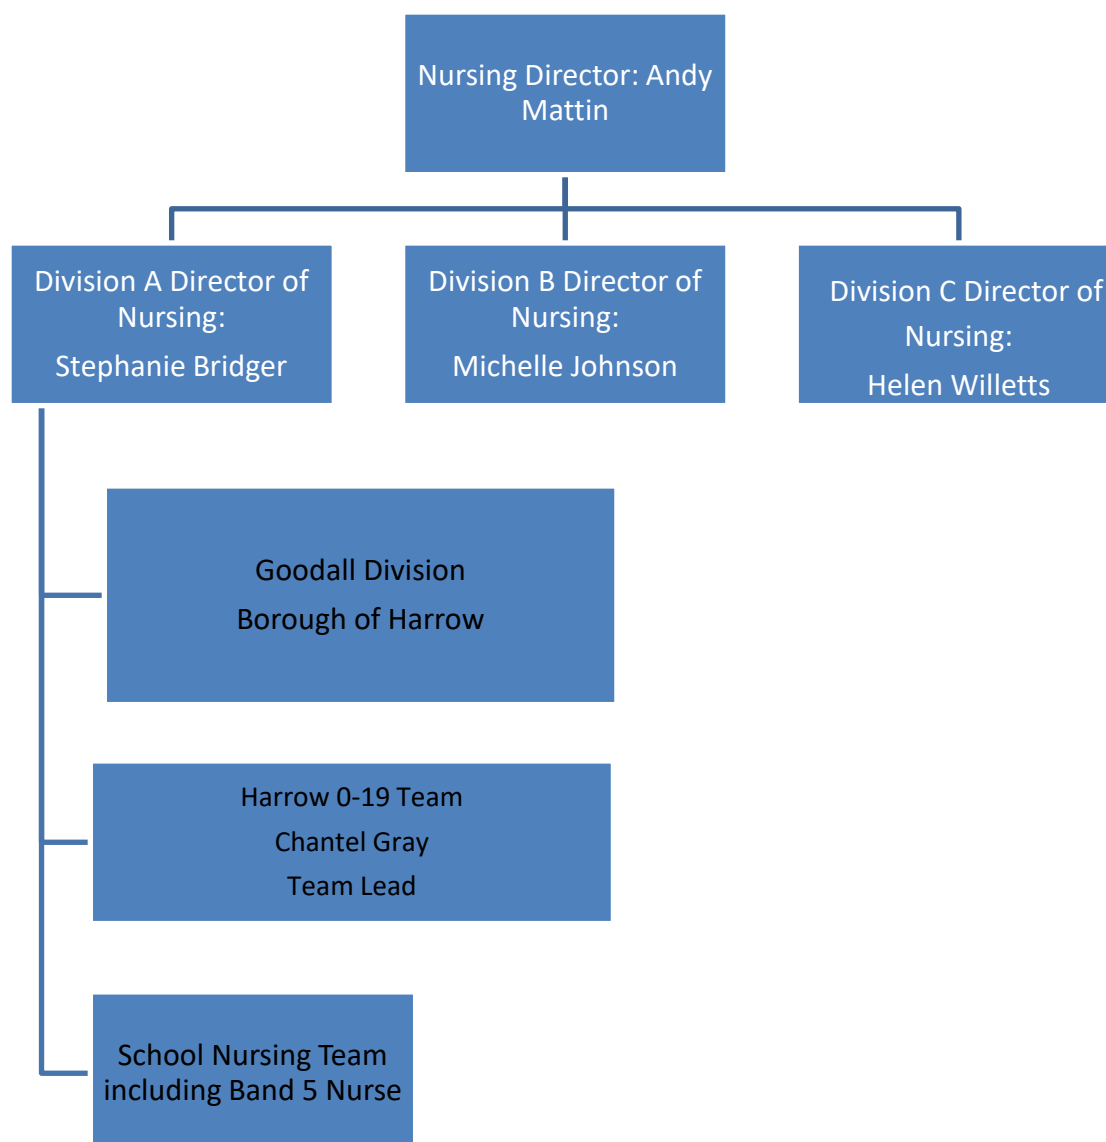 Nursing Director: Andy
Mattin
Division A Director of
Nursing:
Stephanie Bridger
Division B Director of
Nursing:
Michelle Johnson
Division C Director of
Nursing:
Helen Willetts
Goodall Division
Borough of Harrow
Harrow 0-19 Team
Chantel Gray
Team Lead
School Nursing Team
including Band 5 Nurse